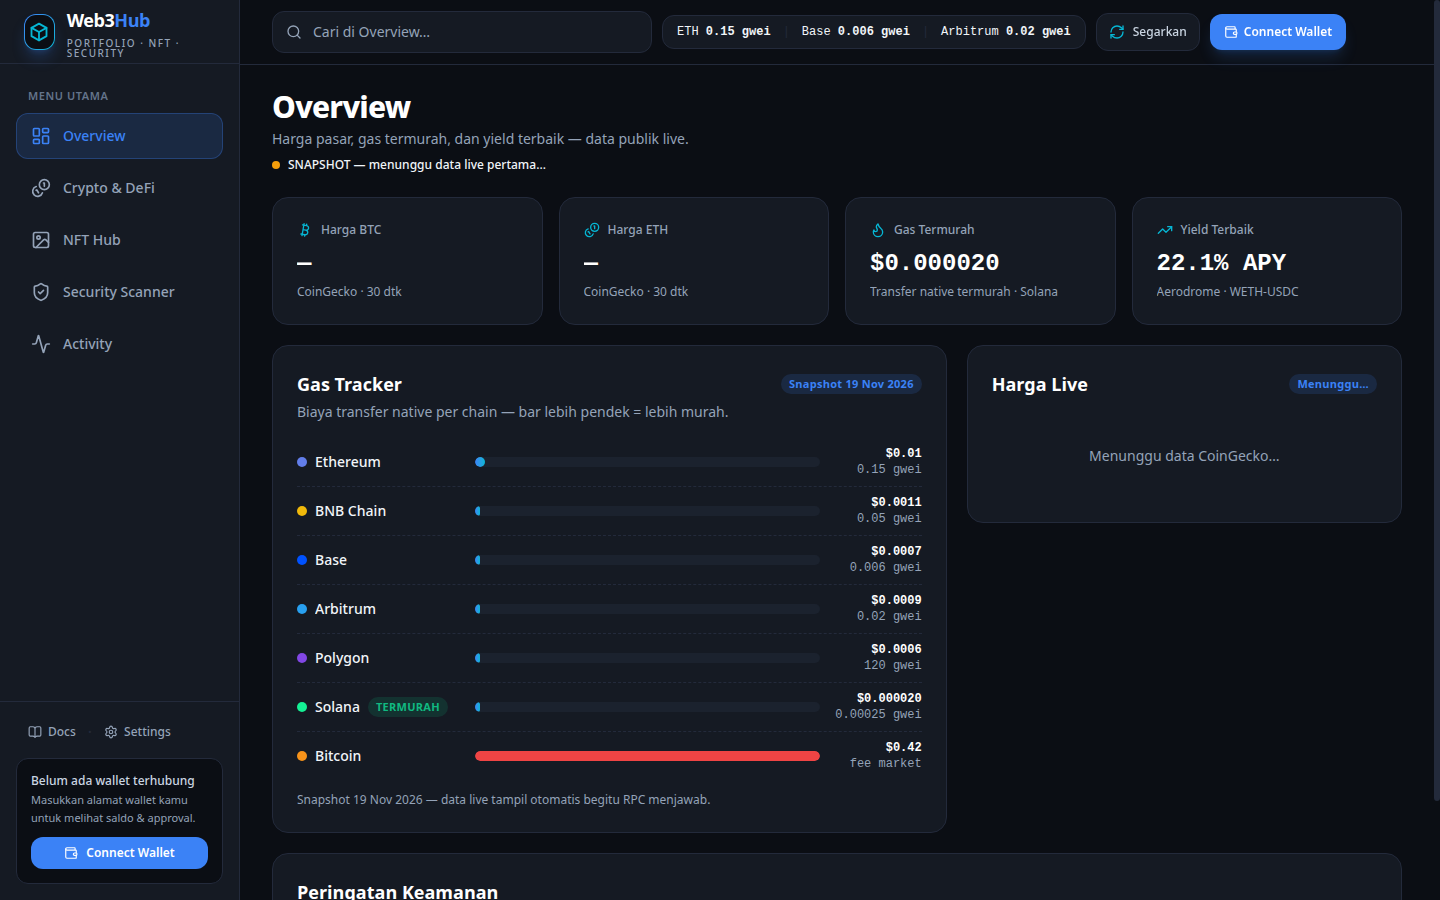 Web3Hub
PORTFOLIO · NFT ·
SECURITY
MENU UTAMA
Overview
Crypto & DeFi
NFT Hub
Security Scanner
Activity
Docs · Settings
Belum ada wallet terhubung
Masukkan alamat wallet kamu
untuk melihat saldo & approval.
Connect Wallet
Cari di Overview...
ETH 0.15 gwei
Base 0.006 gwei
Arbitrum 0.02 gwei
Segarkan
Connect Wallet
Overview
Harga pasar, gas termurah, dan yield terbaik — data publik live.
SNAPSHOT — menunggu data live pertama...
Harga BTC
—
CoinGecko · 30 dtk
Harga ETH
—
CoinGecko · 30 dtk
Gas Termurah
$0.000020
Transfer native termurah · Solana
Yield Terbaik
22.1% APY
Aerodrome · WETH-USDC
Gas Tracker
Snapshot 19 Nov 2026
Biaya transfer native per chain — bar lebih pendek = lebih murah.
Ethereum
$0.01
0.15 gwei
BNB Chain
$0.0011
0.05 gwei
Base
$0.0007
0.006 gwei
Arbitrum
$0.0009
0.02 gwei
Polygon
$0.0006
120 gwei
Solana TERMURAH
$0.000020
0.00025 gwei
Bitcoin
$0.42
fee market
Snapshot 19 Nov 2026 — data live tampil otomatis begitu RPC menjawab.
Harga Live
Menunggu...
Menunggu data CoinGecko...
Peringatan Keamanan